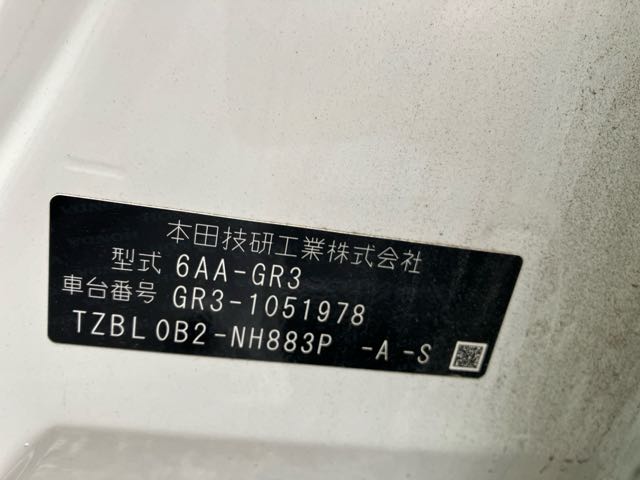 本田技研工業株式会社
型式 6AA-GR3
車台番号 GR3-1051978
TZBL0B2-NH883P -A-S